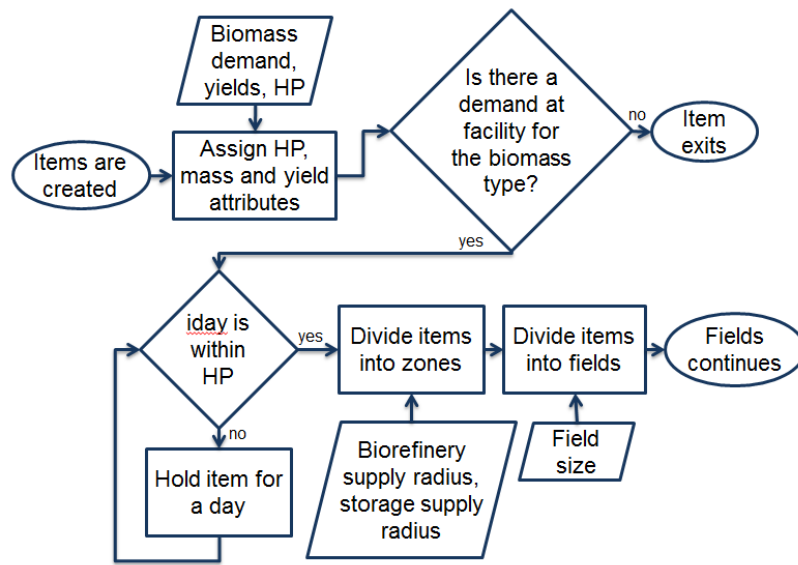 Biomass
demand,
yields, HP
Is there a
demand at
facility for
the biomass
type?
no
Item
exits
Items are
created
Assign HP,
mass and yield
attributes
yes
iday is
within
HP
yes
Divide items
into zones
Divide items
into fields
Fields
continues
no
Hold item for
a day
Biorefinery
supply radius,
storage supply
radius
Field
size